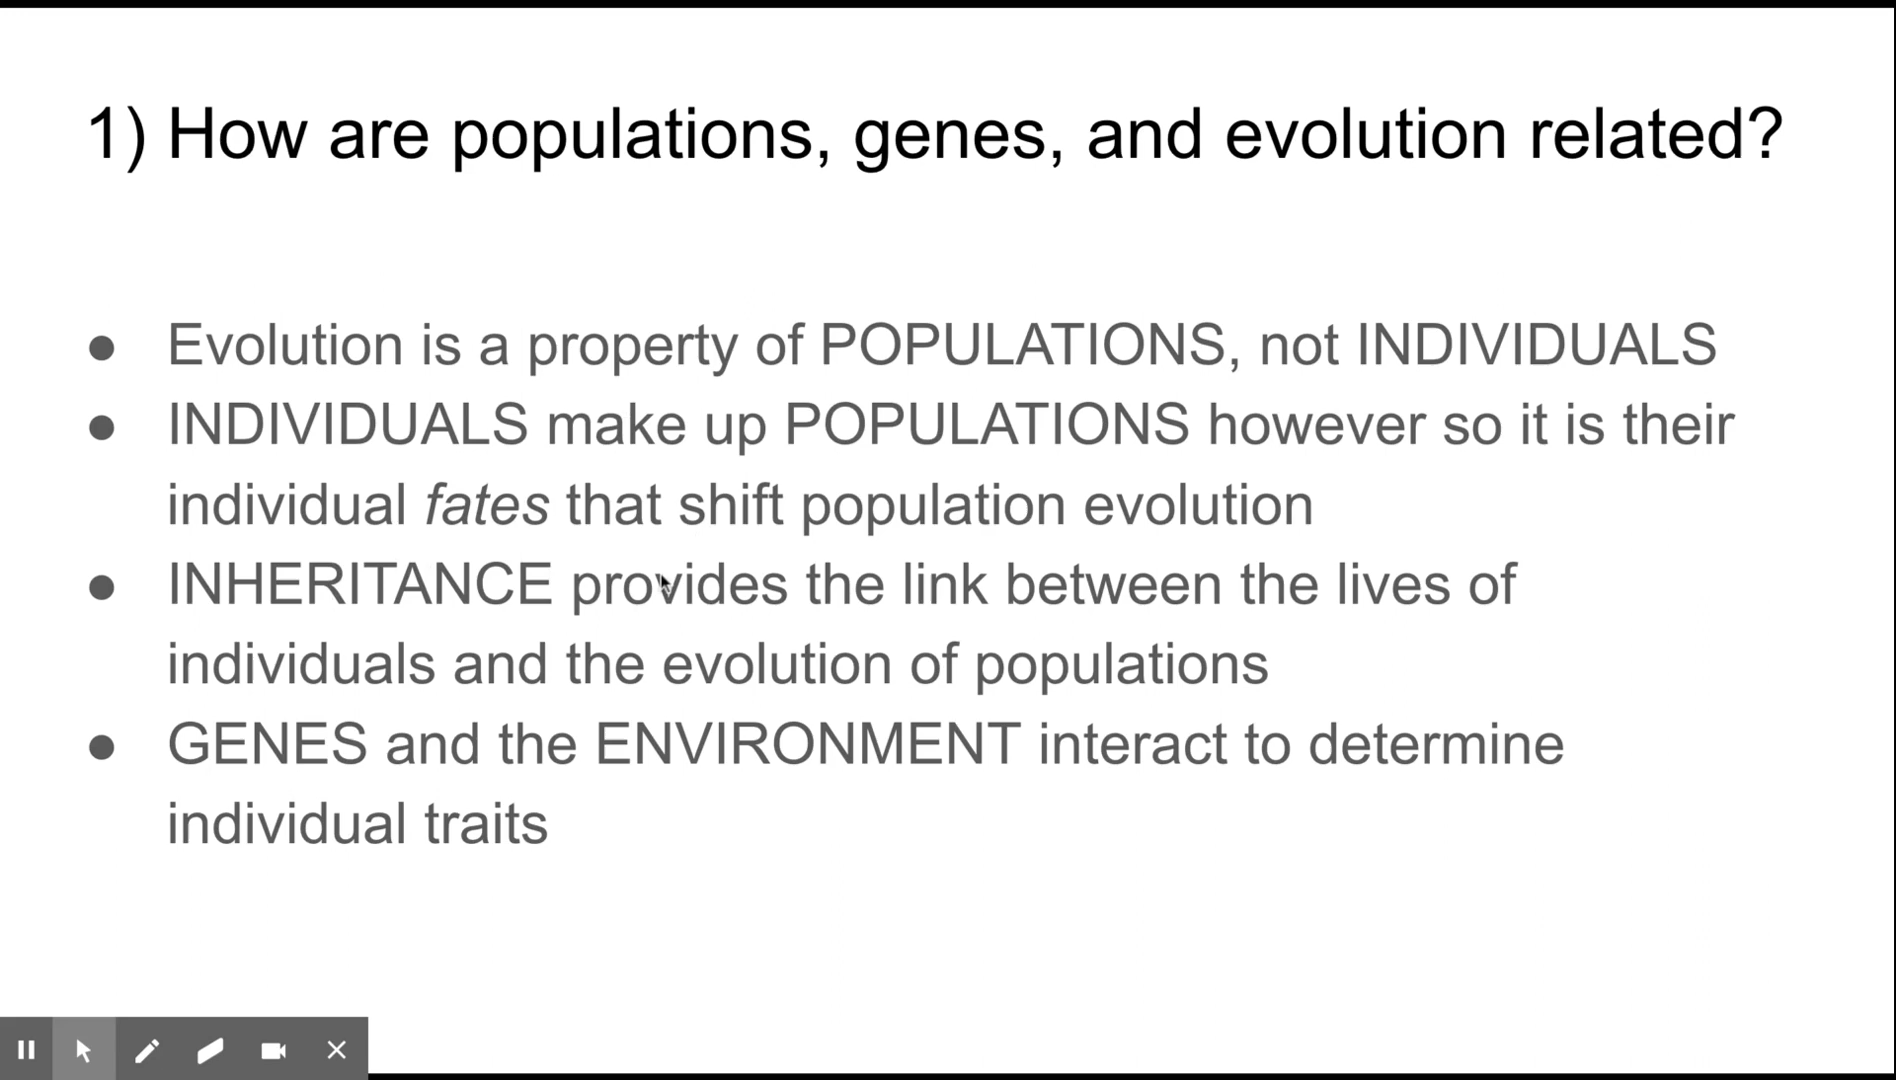 1) How are populations, genes, and evolution related?
● Evolution is a property of POPULATIONS, not INDIVIDUALS
● INDIVIDUALS make up POPULATIONS however so it is their
individual fates that shift population evolution
● INHERITANCE provides the link between the lives of
individuals and the evolution of populations
● GENES and the ENVIRONMENT interact to determine
individual traits